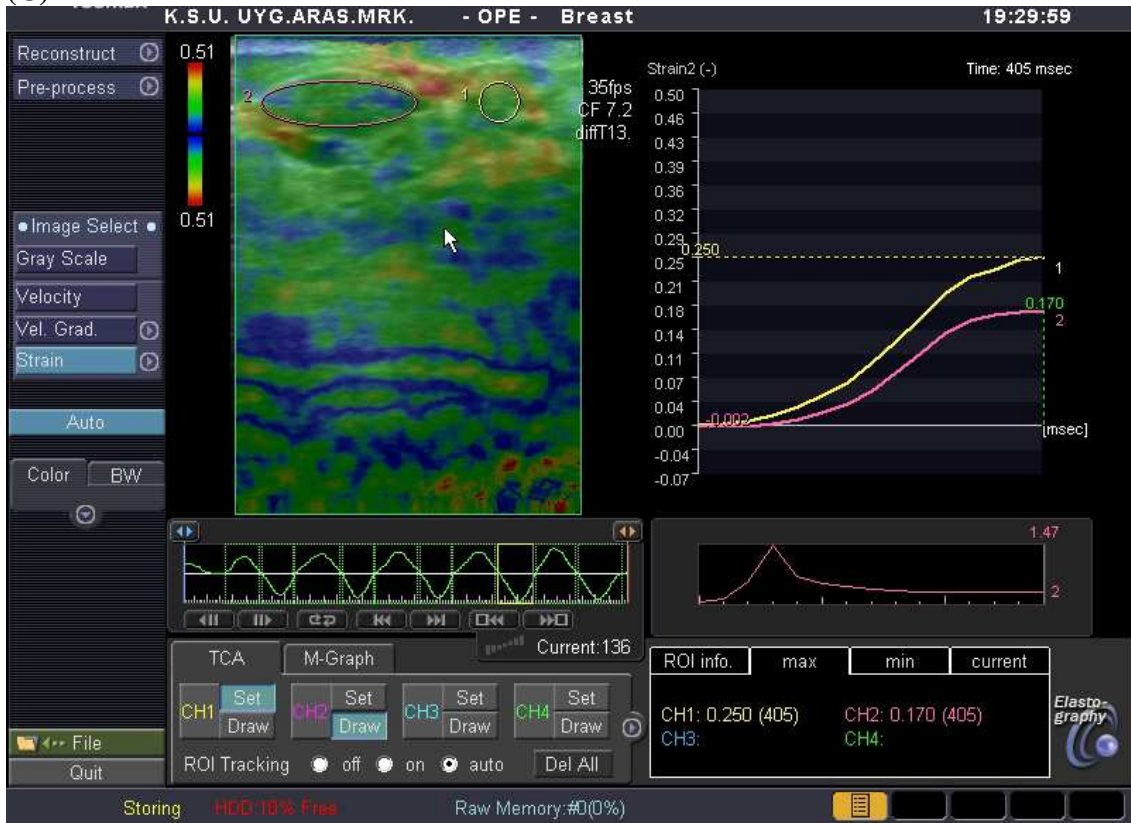 (C)
K.S.U. UYG.ARAS.MRK. - OPE - Breast 19:29:59
Reconstruct
Pre-process
Image Select
Gray Scale
Velocity
Vel. Grad.
Strain
Auto
Color BW
File
Quit
0.51
0.51
2
1
35fps
CF 7.2
diffT13.
Strain2 (-) Time: 405 msec
0.50
0.46
0.43
0.39
0.36
0.32
0.29
0.250
0.25
0.21
0.18
0.14
0.11
0.07
0.04
0.00
-0.04
-0.07
-0.002
1
0.170
2
[msec]
1.47
2
Current:136
TCA M-Graph
CH1 Set Draw
CH2 Set Draw
CH3 Set Draw
CH4 Set Draw
ROI Tracking off on auto Del All
ROI info. max min current
CH1: 0.250 (405) CH2: 0.170 (405)
CH3: CH4:
Elasto-
graphy
Storing HDD:18% Free Raw Memory:#0(0%)